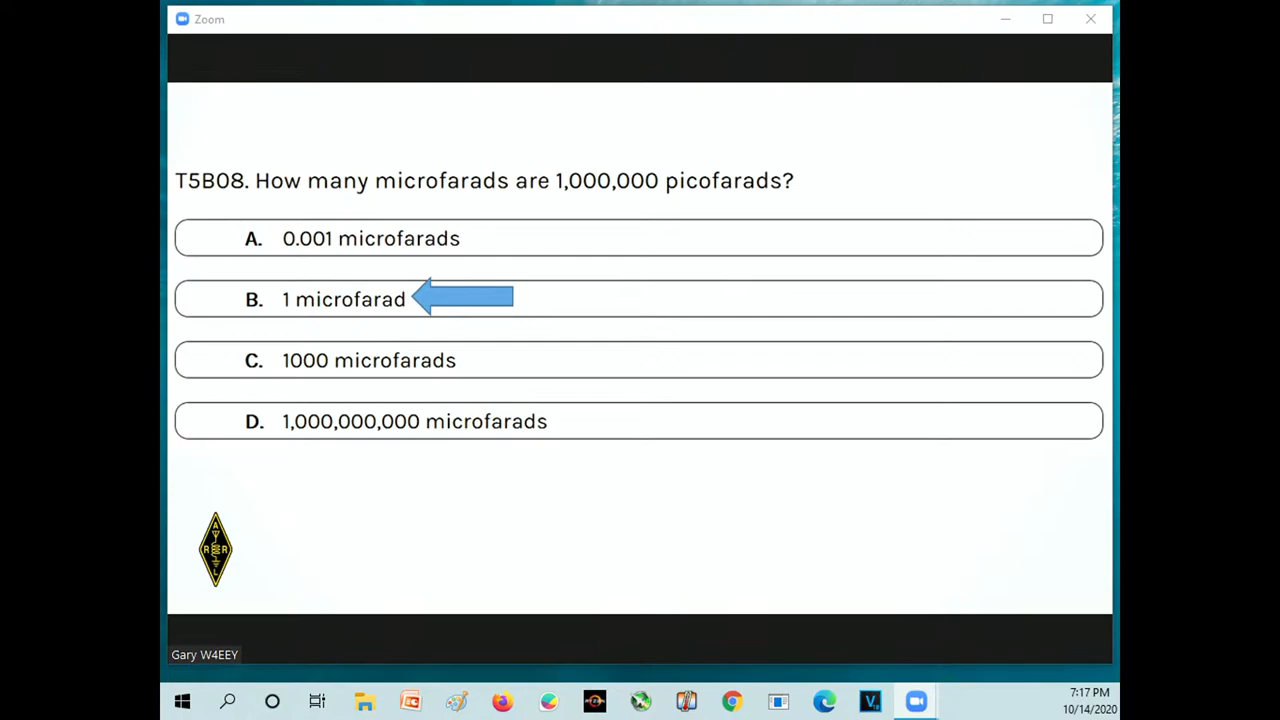 Zoom
T5B08. How many microfarads are 1,000,000 picofarads?
A. 0.001 microfarads
B. 1 microfarad
C. 1000 microfarads
D. 1,000,000,000 microfarads
A
R R
L
Gary W4EEY
RYZEN
7:17 PM
10/14/2020